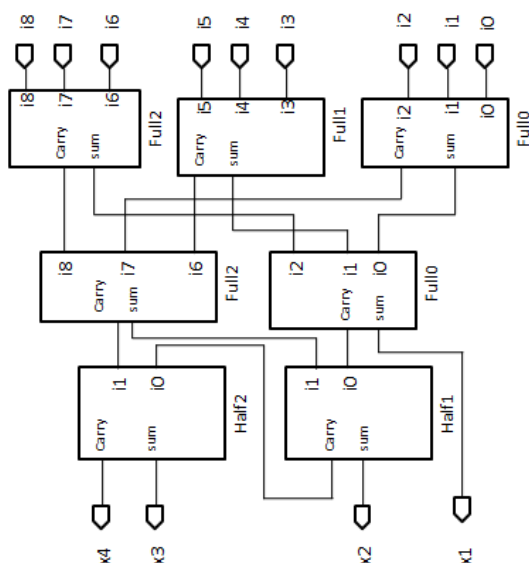 i8 i7 i6 i5 i4 i3 i2 i1 i0
i8 i7 i6
Carry sum
Full2
i5 i4 i3
Carry sum
Full1
i2 i1 i0
Carry sum
Full0
i8 i7 i6
Carry sum
Full2
i2 i1 i0
Carry sum
Full0
i1 i0
Carry sum
Half2
i1 i0
Carry sum
Half1
x4 x3 x2 x1